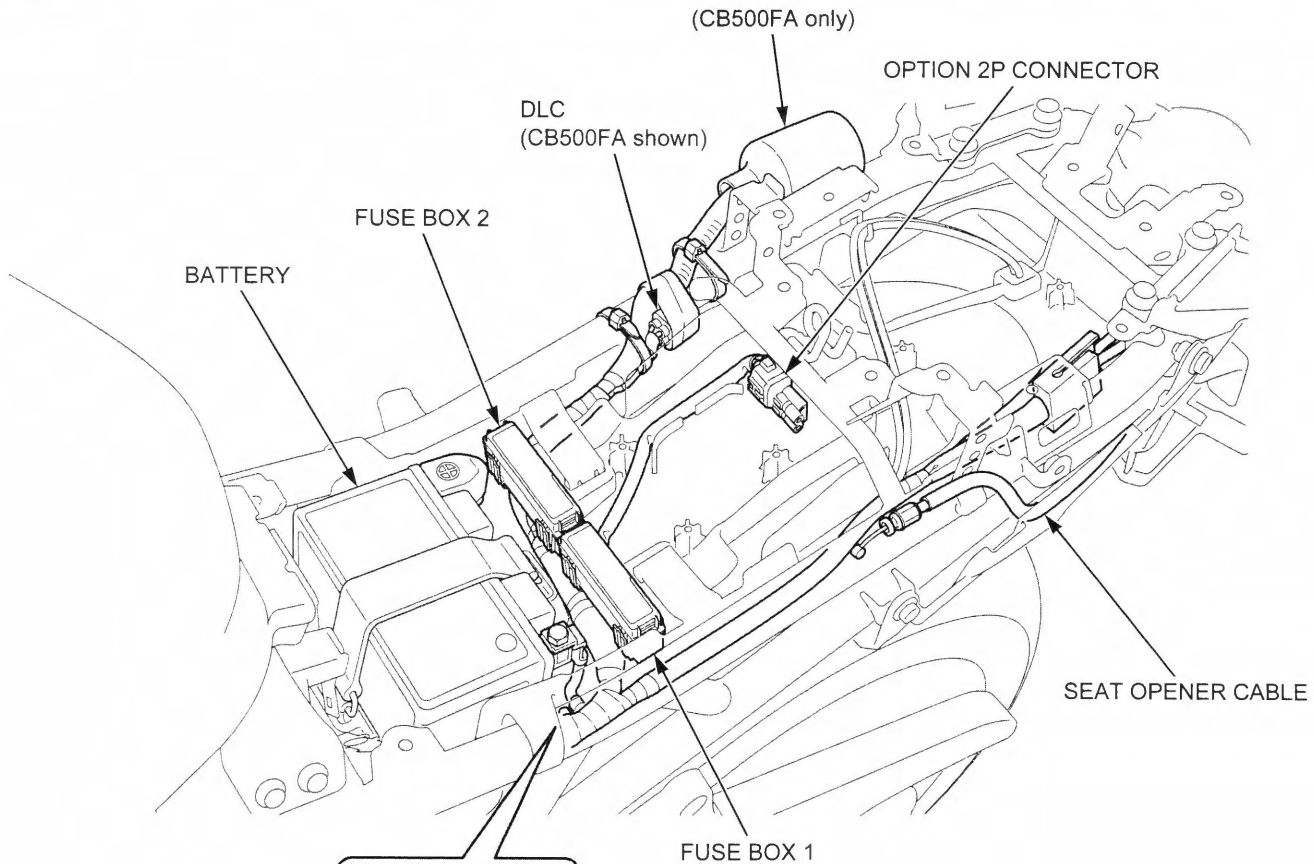 (CB500FA only)
OPTION 2P CONNECTOR
DLC
(CB500FA shown)
FUSE BOX 2
BATTERY
SEAT OPENER CABLE
FUSE BOX 1